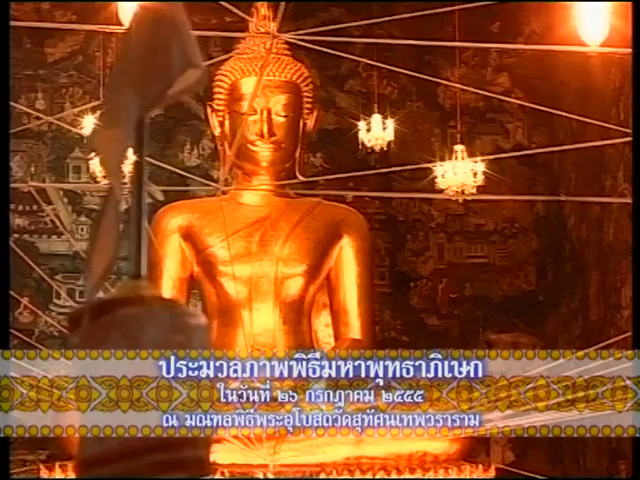 ประมวลภาพพิธีมหาพุทธาภิเษก
ในวันที่ ๒๖ กรกฎาคม ๒๕๕๕
ณ มณฑลพิธีพระอุโบสถวัดสุทัศนเทพวราราม